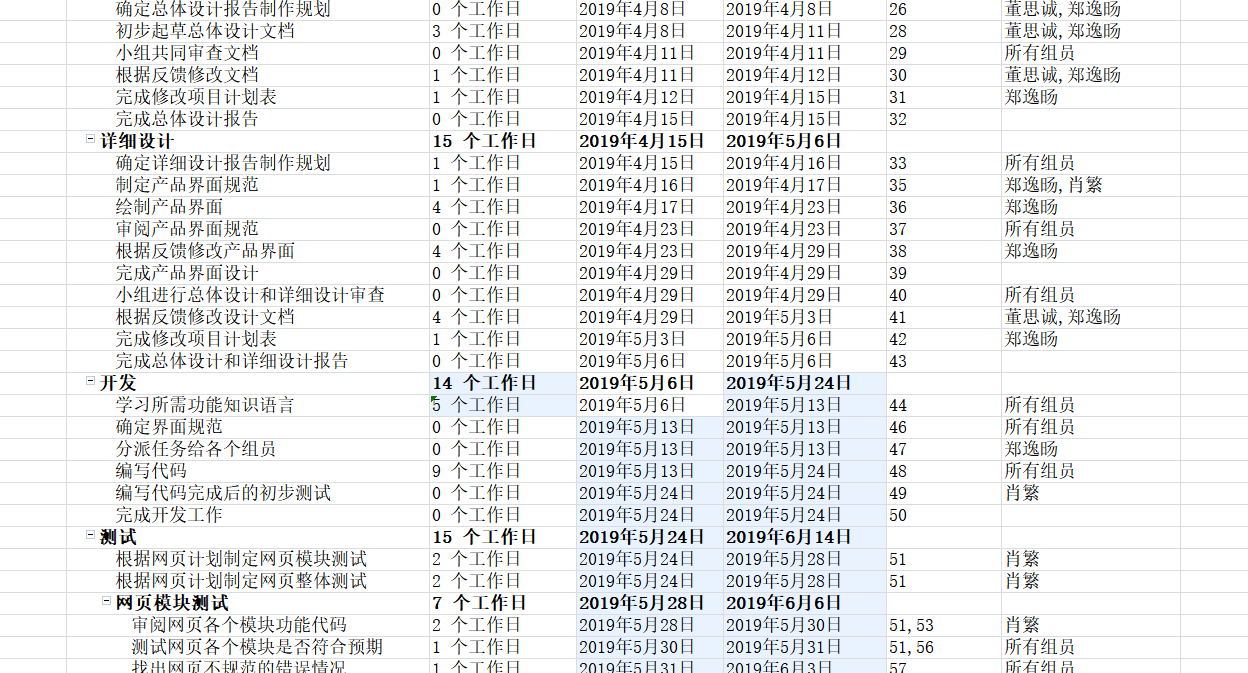 确定总体设计报告制作规划 0 个工作日 2019年4月8日 2019年4月8日 26 董思诚,郑逸旸
初步起草总体设计文档 3 个工作日 2019年4月8日 2019年4月11日 28 董思诚,郑逸旸
小组共同审查文档 0 个工作日 2019年4月11日 2019年4月11日 29 所有组员
根据反馈修改文档 1 个工作日 2019年4月11日 2019年4月12日 30 董思诚,郑逸旸
完成修改项目计划表 1 个工作日 2019年4月12日 2019年4月15日 31 郑逸旸
完成总体设计报告 0 个工作日 2019年4月15日 2019年4月15日 32
详细设计 15 个工作日 2019年4月15日 2019年5月6日
确定详细设计报告制作规划 1 个工作日 2019年4月15日 2019年4月16日 33 所有组员
制定产品界面规范 1 个工作日 2019年4月16日 2019年4月17日 35 郑逸旸,肖繁
绘制产品界面 4 个工作日 2019年4月17日 2019年4月23日 36 郑逸旸
审阅产品界面规范 0 个工作日 2019年4月23日 2019年4月23日 37 所有组员
根据反馈修改产品界面 4 个工作日 2019年4月23日 2019年4月29日 38 郑逸旸
完成产品界面设计 0 个工作日 2019年4月29日 2019年4月29日 39
小组进行总体设计和详细设计审查 0 个工作日 2019年4月29日 2019年4月29日 40 所有组员
根据反馈修改设计文档 4 个工作日 2019年4月29日 2019年5月3日 41 董思诚,郑逸旸
完成修改项目计划表 1 个工作日 2019年5月3日 2019年5月6日 42 郑逸旸
完成总体设计和详细设计报告 0 个工作日 2019年5月6日 2019年5月6日 43
开发 14 个工作日 2019年5月6日 2019年5月24日
学习所需功能知识语言 5 个工作日 2019年5月6日 2019年5月13日 44 所有组员
确定界面规范 0 个工作日 2019年5月13日 2019年5月13日 46 所有组员
分派任务给各个组员 0 个工作日 2019年5月13日 2019年5月13日 47 郑逸旸
编写代码 9 个工作日 2019年5月13日 2019年5月24日 48 所有组员
编写代码完成后的初步测试 0 个工作日 2019年5月24日 2019年5月24日 49 肖繁
完成开发工作 0 个工作日 2019年5月24日 2019年5月24日 50
测试 15 个工作日 2019年5月24日 2019年6月14日
根据网页计划制定网页模块测试 2 个工作日 2019年5月24日 2019年5月28日 51 肖繁
根据网页计划制定网页整体测试 2 个工作日 2019年5月24日 2019年5月28日 51 肖繁
网页模块测试 7 个工作日 2019年5月28日 2019年6月6日
审阅网页各个模块功能代码 2 个工作日 2019年5月28日 2019年5月30日 51,53 肖繁
测试网页各个模块是否符合预期 1 个工作日 2019年5月30日 2019年5月31日 51,56 所有组员
找出网页不规范的错误情况 1 个工作日 2019年5月31日 2019年6月3日 57 所有组员